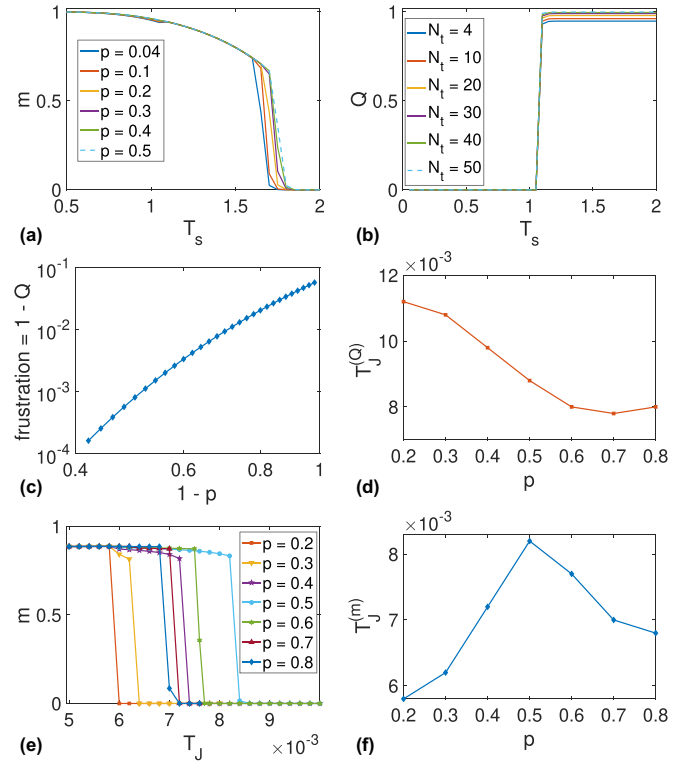 1
0.5
0
m
0.5
1
1.5
2
T_s
p = 0.04
p = 0.1
p = 0.2
p = 0.3
p = 0.4
p = 0.5
(a)
1
0.5
0
Q
0
0.5
1
1.5
2
T_s
N_t = 4
N_t = 10
N_t = 20
N_t = 30
N_t = 40
N_t = 50
(b)
10^-1
10^-2
10^-3
10^-4
frustration = 1 - Q
0.4
0.6
0.8
1
1 - p
(c)
×10^-3
12
10
8
T_J^(Q)
0.2
0.3
0.4
0.5
0.6
0.7
0.8
p
(d)
1
0.5
0
m
5
6
7
8
9
T_J
×10^-3
p = 0.2
p = 0.3
p = 0.4
p = 0.5
p = 0.6
p = 0.7
p = 0.8
(e)
×10^-3
8
7
6
T_J^(m)
0.2
0.3
0.4
0.5
0.6
0.7
0.8
p
(f)